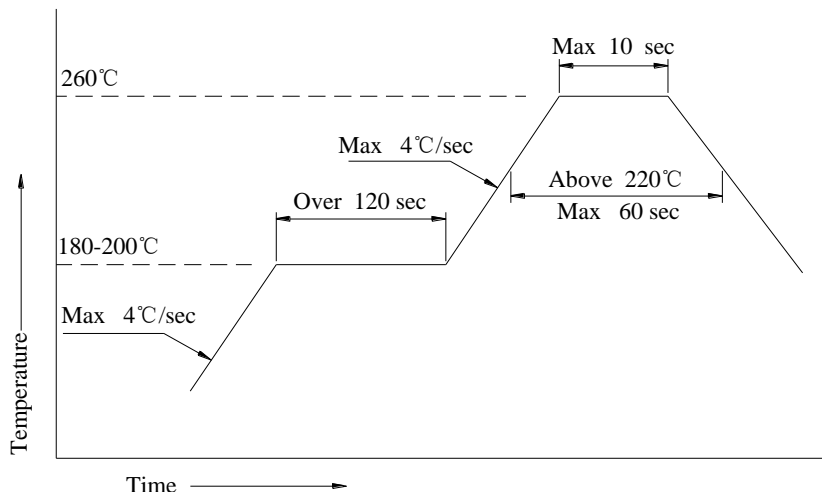 Max 10 sec
260℃
Max 4℃/sec
Above 220℃
Over 120 sec
Max 60 sec
180-200℃
Max 4℃/sec
Temperature
Time